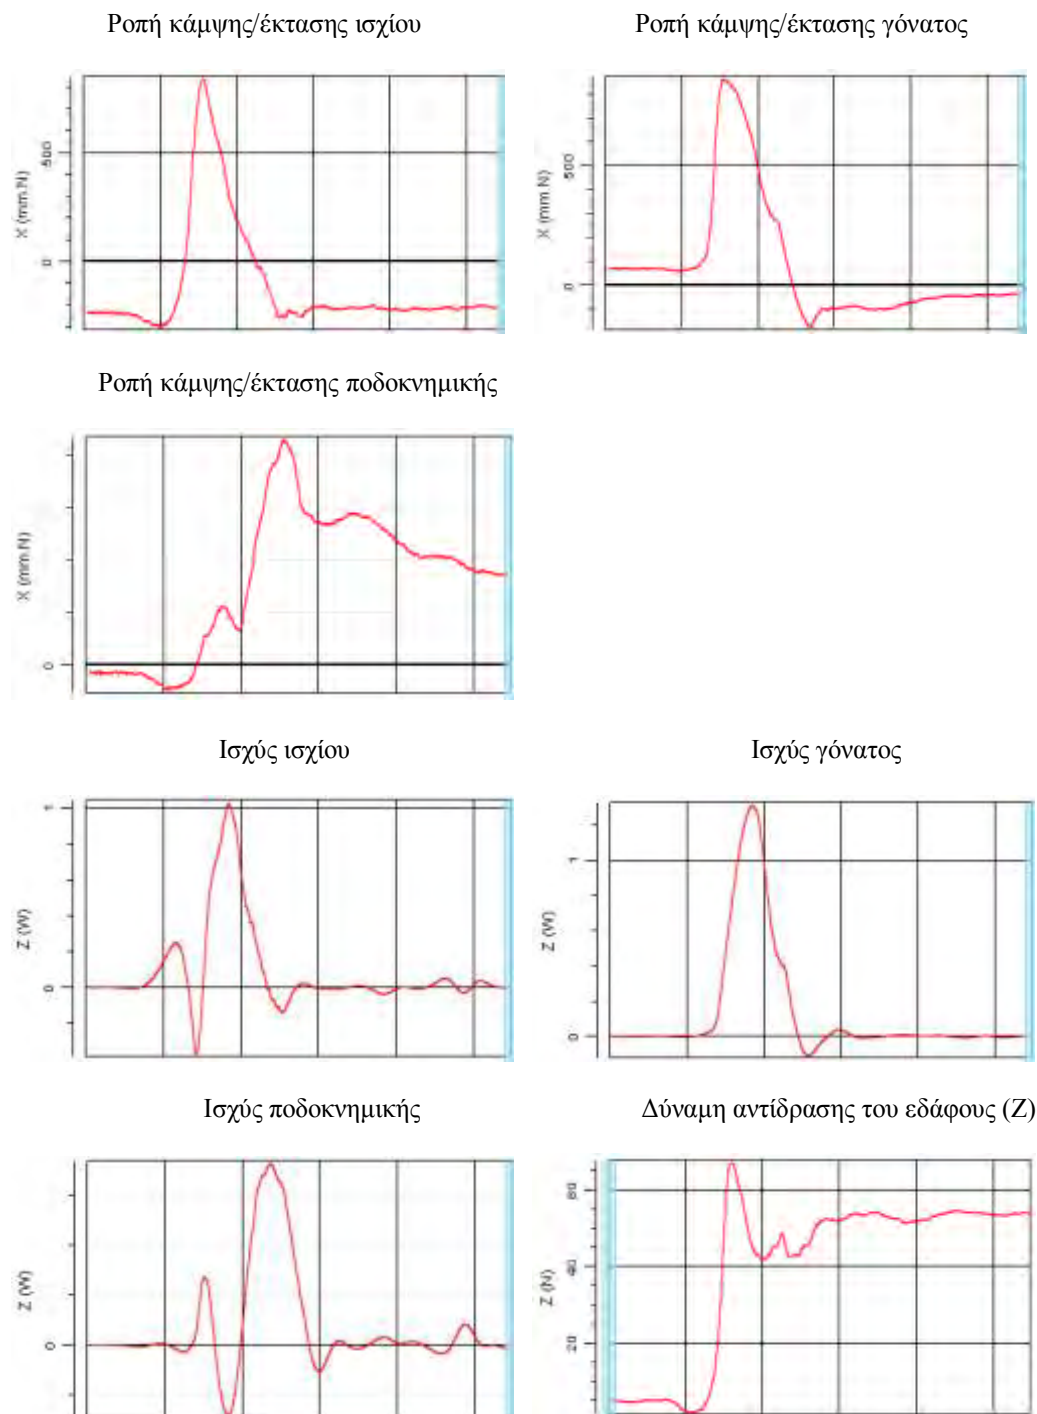 Ροπή κάμψης/έκτασης ισχίου
Ροπή κάμψης/έκτασης γόνατος
X (mm.N)
500
0
X (mm.N)
500
0
Ροπή κάμψης/έκτασης ποδοκνημικής
X (mm.N)
0
Ισχύς ισχίου
Ισχύς γόνατος
Z (W)
1
0
Z (W)
1
0
Ισχύς ποδοκνημικής
Δύναμη αντίδρασης του εδάφους (Z)
Z (W)
0
Z (N)
60
40
20